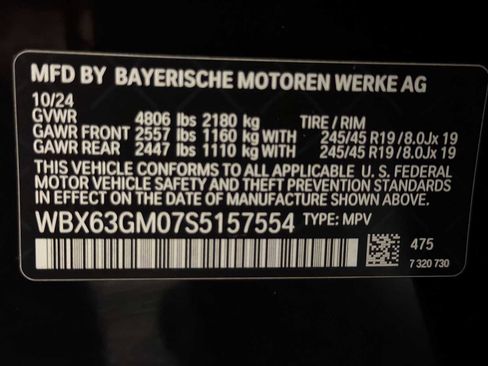 MFD BY BAYERISCHE MOTOREN WERKE AG
10/24
GVWR 4806 lbs 2180 kg TIRE / RIM
GAWR FRONT 2557 lbs 1160 kg WITH 245/45 R19 / 8.0Jx 19
GAWR REAR 2447 lbs 1110 kg WITH 245/45 R19 / 8.0Jx 19
THIS VEHICLE CONFORMS TO ALL APPLICABLE U. S. FEDERAL
MOTOR VEHICLE SAFETY AND THEFT PREVENTION STANDARDS
IN EFFECT ON THE DATE OF MANUFACTURE SHOWN ABOVE.
WBX63GM07S5157554 TYPE: MPV
475
7 320 730